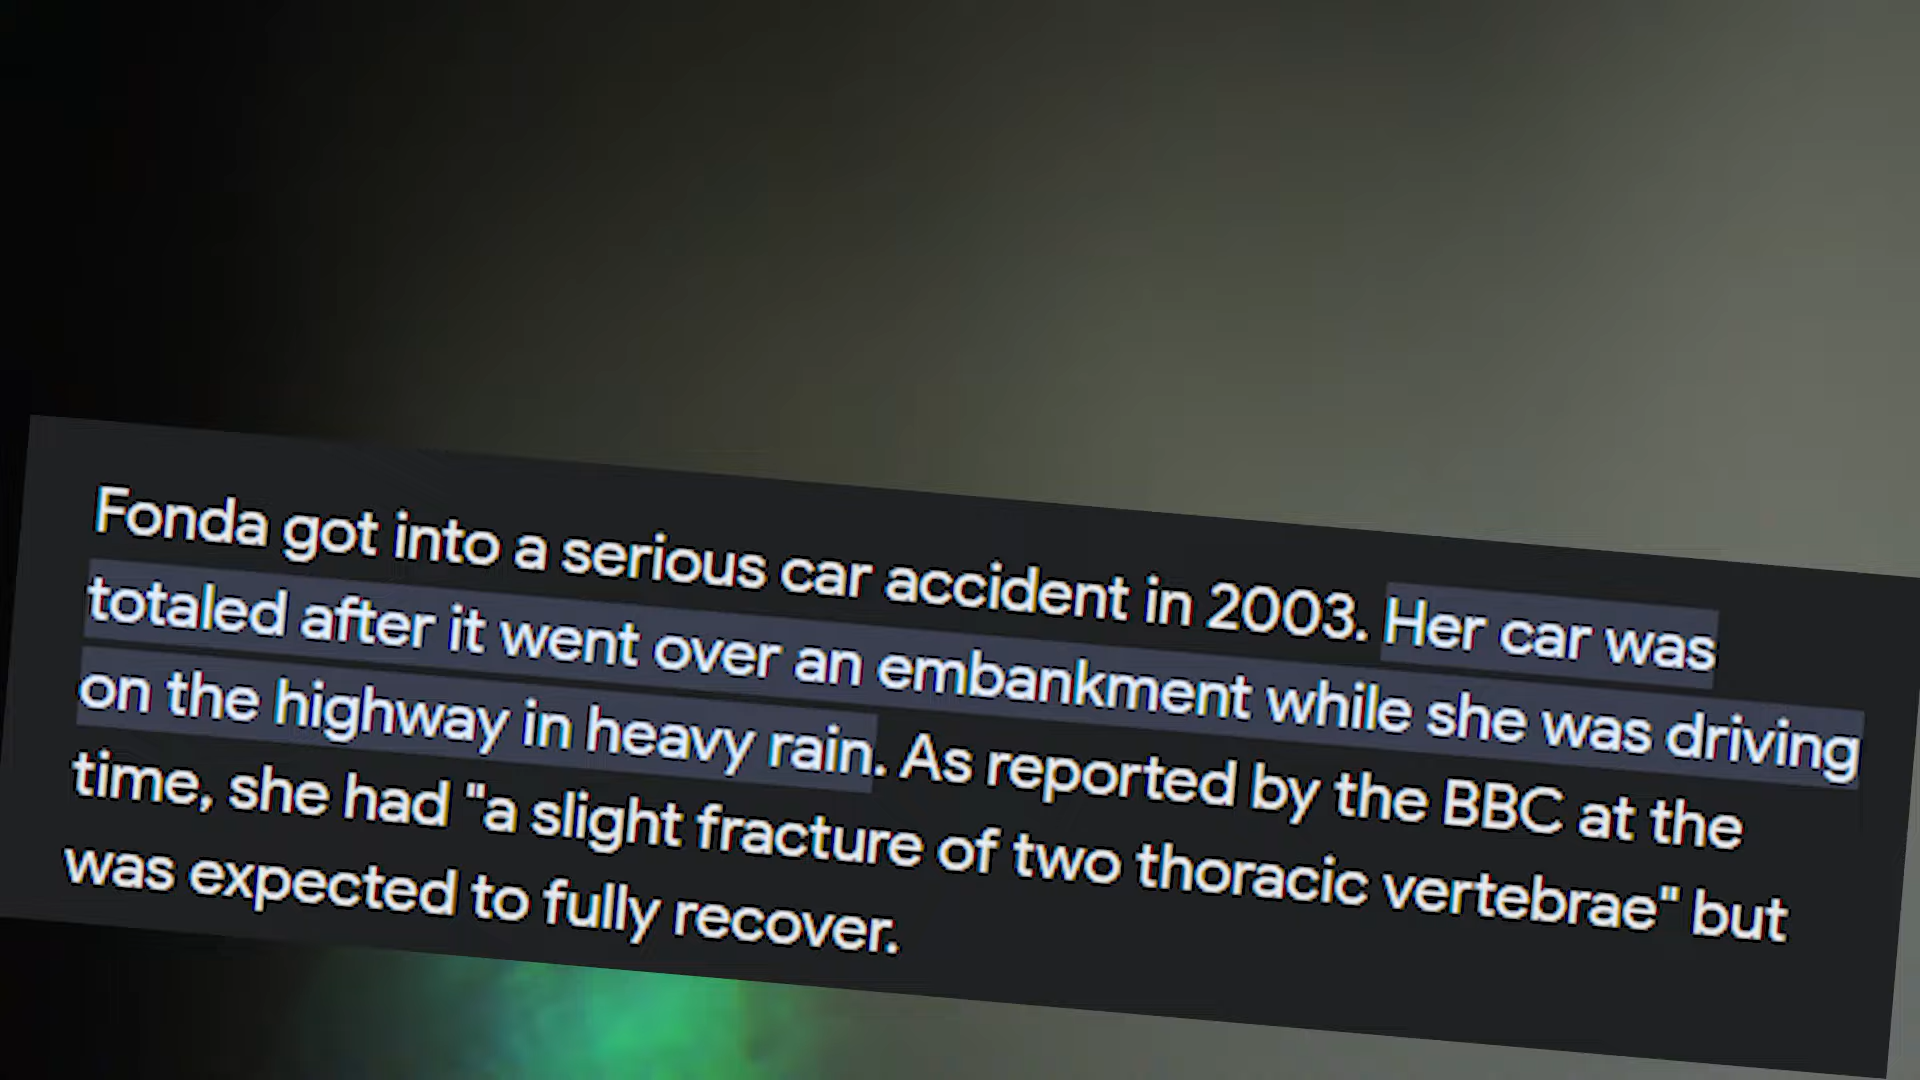 Fonda got into a serious car accident in 2003. Her car was
totaled after it went over an embankment while she was driving
on the highway in heavy rain. As reported by the BBC at the
time, she had "a slight fracture of two thoracic vertebrae" but
was expected to fully recover.